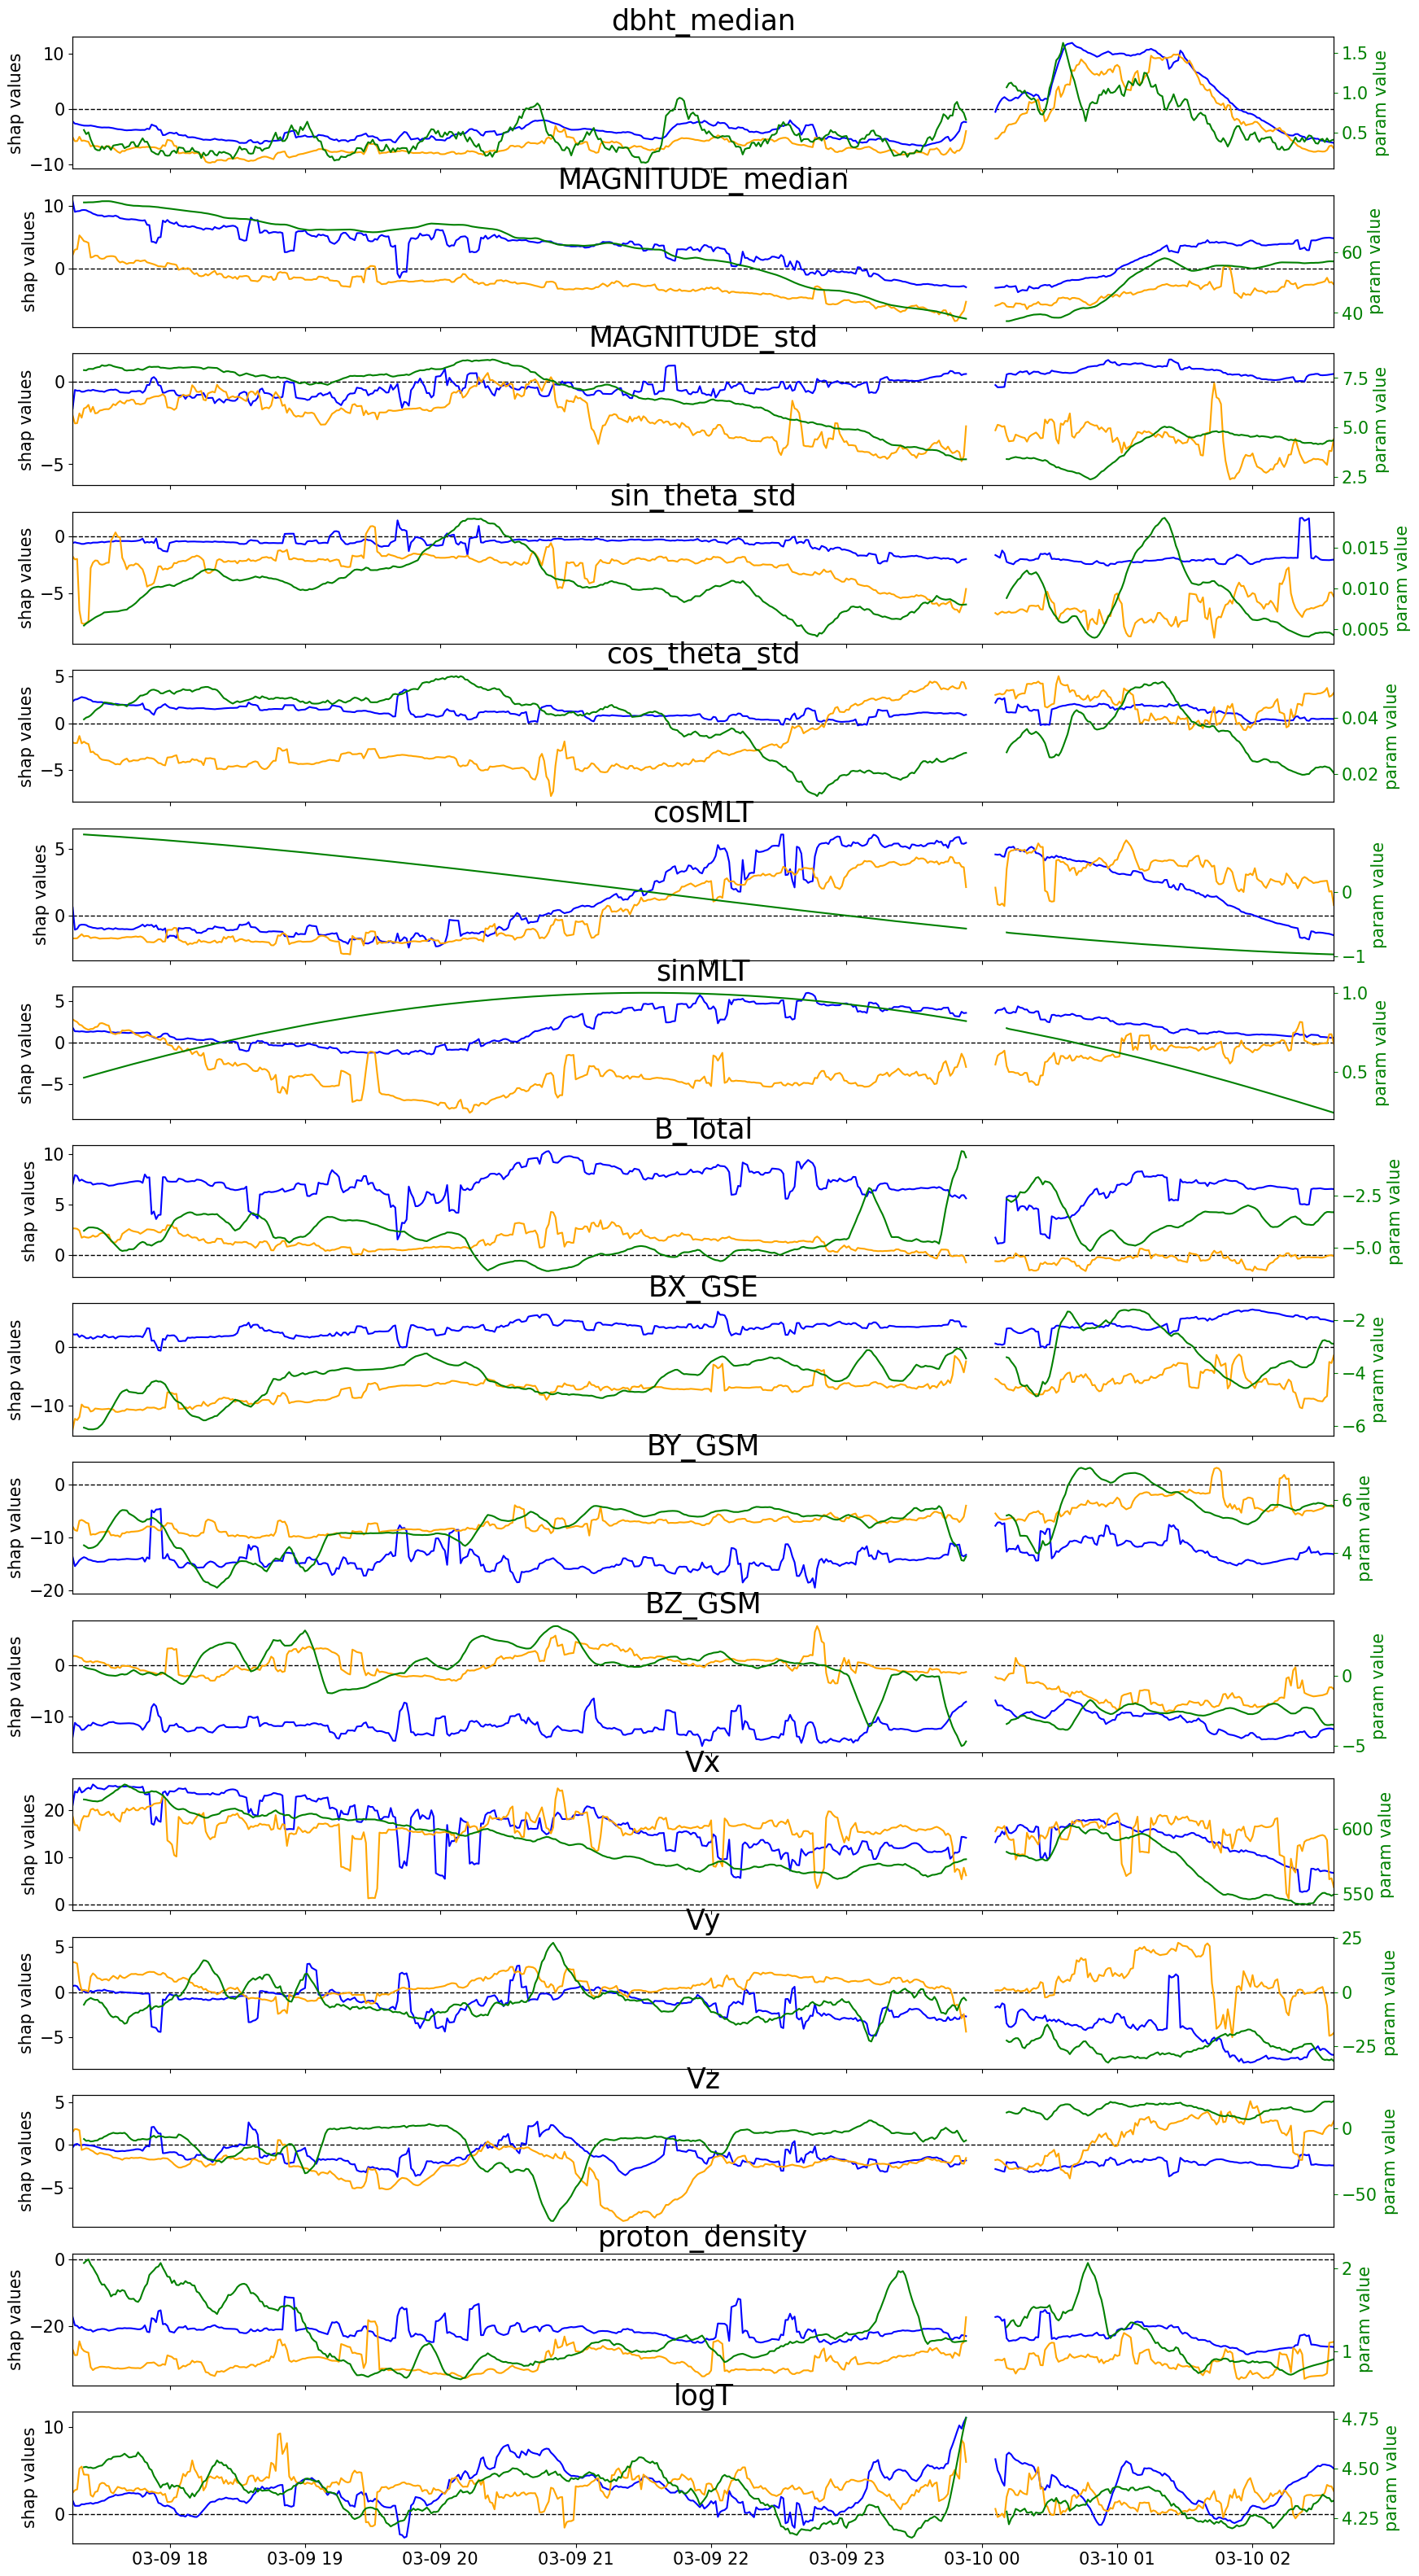 dbht_median
shap values
10
0
−10
1.5
1.0
0.5
param value
MAGNITUDE_median
shap values
10
0
60
40
param value
MAGNITUDE_std
shap values
0
−5
7.5
5.0
2.5
param value
sin_theta_std
shap values
0
−5
0.015
0.010
0.005
param value
cos_theta_std
shap values
5
0
−5
0.04
0.02
param value
cosMLT
shap values
5
0
0
−1
param value
sinMLT
shap values
5
0
−5
1.0
0.5
param value
B_Total
shap values
10
5
0
−2.5
−5.0
param value
BX_GSE
shap values
0
−10
−2
−4
−6
param value
BY_GSM
shap values
0
−10
−20
6
4
param value
BZ_GSM
shap values
0
−10
0
−5
param value
Vx
shap values
20
10
0
600
550
param value
Vy
shap values
5
0
−5
25
0
−25
param value
Vz
shap values
5
0
−5
0
−50
param value
proton_density
shap values
0
−20
2
1
param value
logT
shap values
10
0
4.75
4.50
4.25
param value
03-09 18
03-09 19
03-09 20
03-09 21
03-09 22
03-09 23
03-10 00
03-10 01
03-10 02